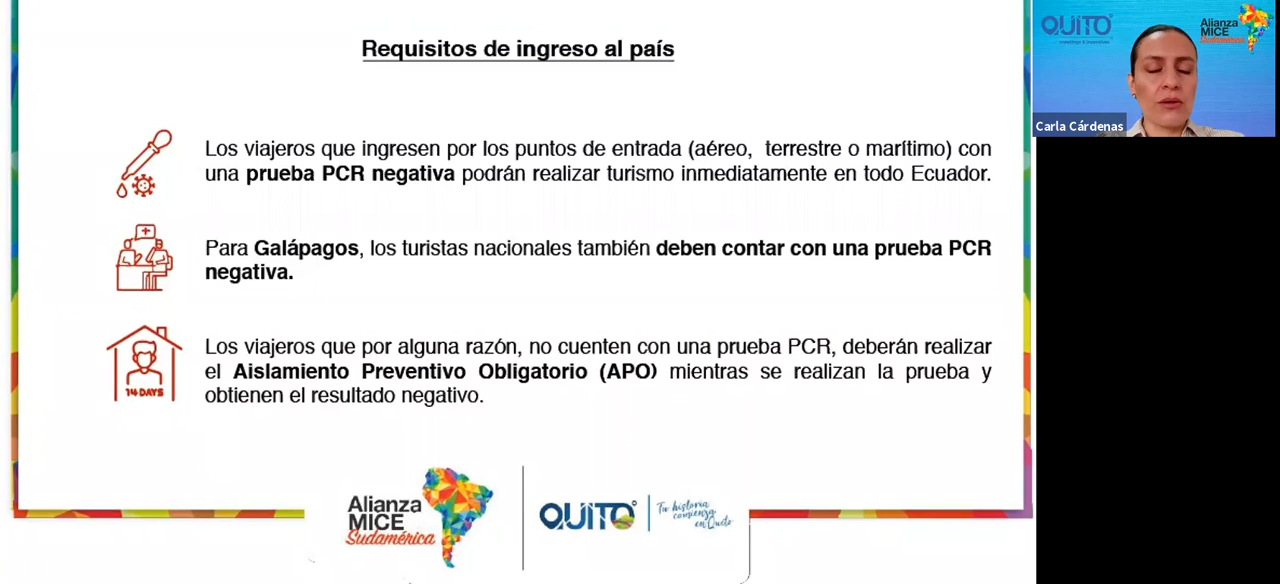 Requisitos de ingreso al país
Los viajeros que ingresen por los puntos de entrada (aéreo, terrestre o marítimo) con
una prueba PCR negativa podrán realizar turismo inmediatamente en todo Ecuador.
Para Galápagos, los turistas nacionales también deben contar con una prueba PCR
negativa.
14 DAYS
Los viajeros que por alguna razón, no cuenten con una prueba PCR, deberán realizar
el Aislamiento Preventivo Obligatorio (APO) mientras se realizan la prueba y
obtienen el resultado negativo.
Alianza
MICE
Sudamérica
QUITO
Tu historia
comienza
en Quito
QUITO
Alianza
MICE
Sudamérica
Carla Cárdenas